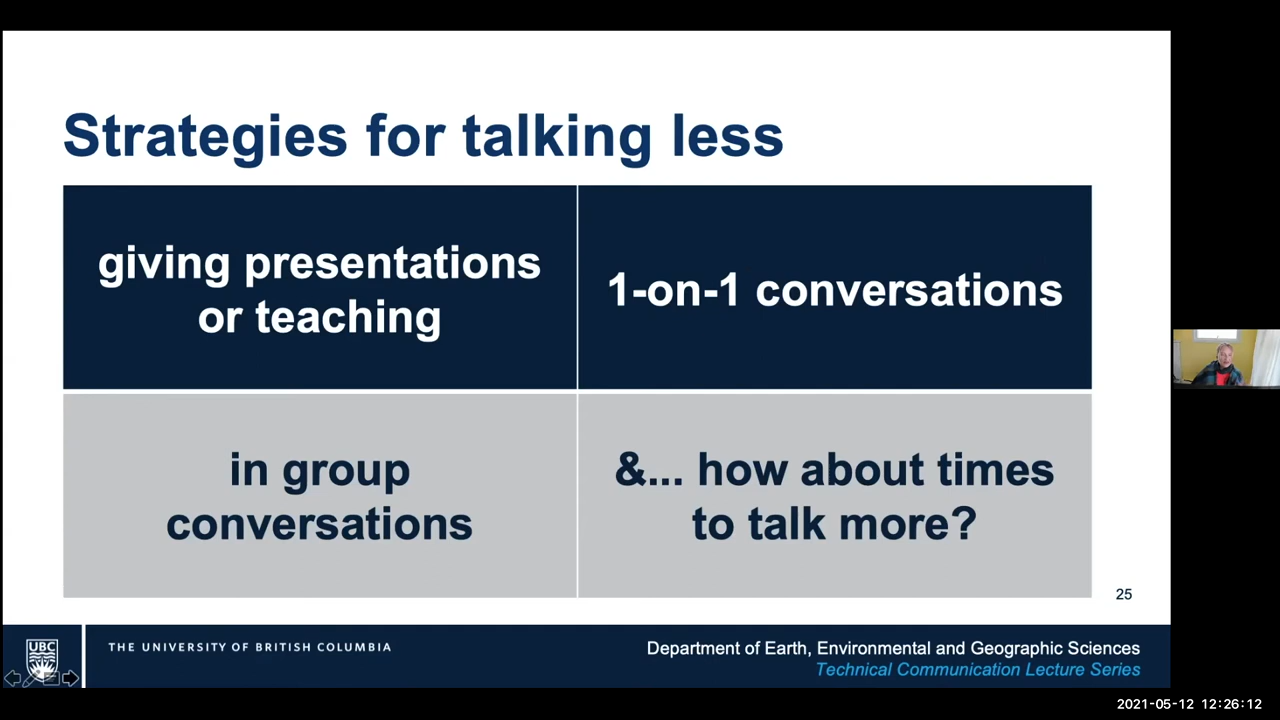 Strategies for talking less
giving presentations
or teaching
1-on-1 conversations
in group
conversations
&... how about times
to talk more?
25
UBC
THE UNIVERSITY OF BRITISH COLUMBIA
Department of Earth, Environmental and Geographic Sciences
Technical Communication Lecture Series
2021-05-12 12:26:12